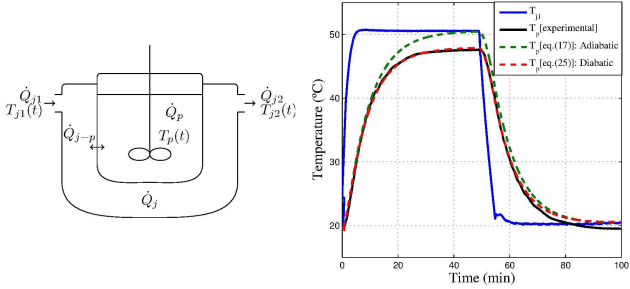 Q̇j1
Tj1(t)
Q̇j2
Tj2(t)
Q̇p
Q̇j−p
Tp(t)
Q̇j
Tj1
Tp[experimental]
Tp[eq.(17)]: Adiabatic
Tp[eq.(25)]: Diabatic
Temperature (ºC)
50
40
30
20
0
20
40
60
80
100
Time (min)